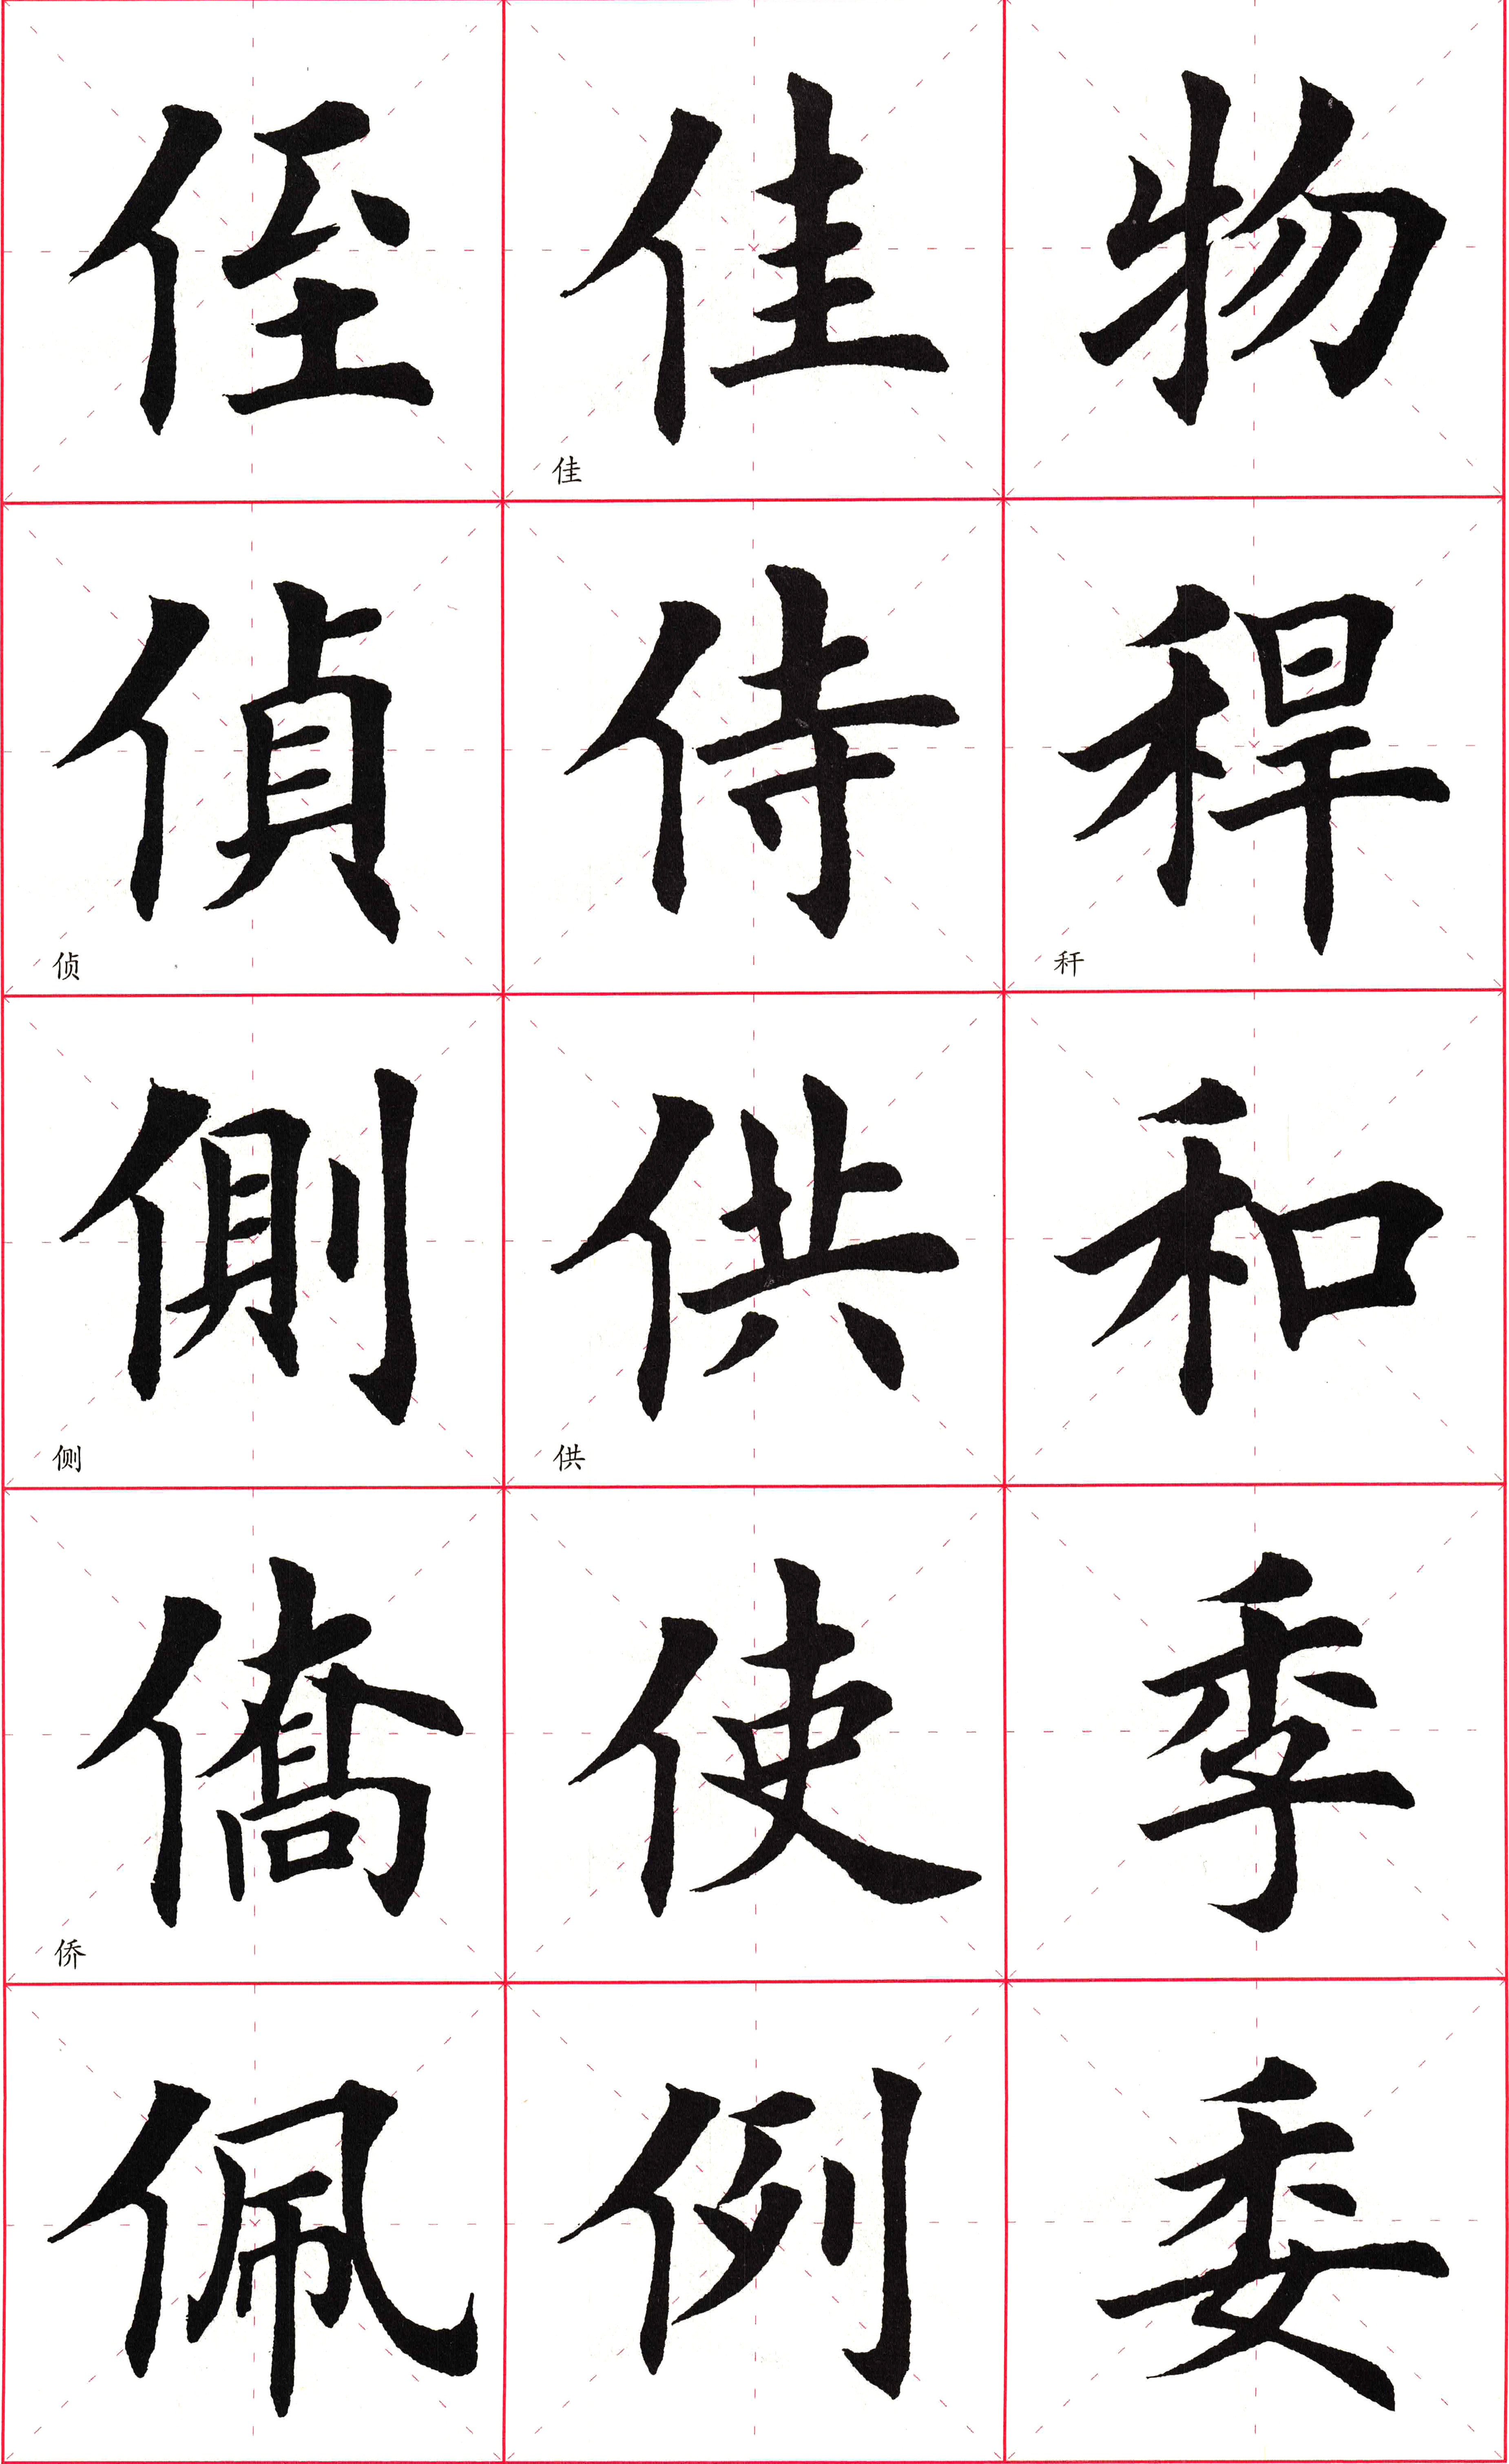 物稈秆和季委
佳佳侍供供使例
侄偵侦側侧僑侨佩